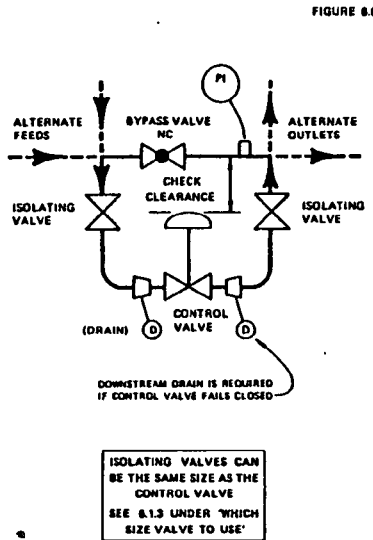 FIGURE 6.6
PI
ALTERNATE
FEEDS
BYPASS VALVE
NC
ALTERNATE
OUTLETS
CHECK
CLEARANCE
ISOLATING
VALVE
ISOLATING
VALVE
(DRAIN)
D
CONTROL
VALVE
D
DOWNSTREAM DRAIN IS REQUIRED
IF CONTROL VALVE FAILS CLOSED
ISOLATING VALVES CAN
BE THE SAME SIZE AS THE
CONTROL VALVE
SEE 6.1.3 UNDER 'WHICH
SIZE VALVE TO USE'